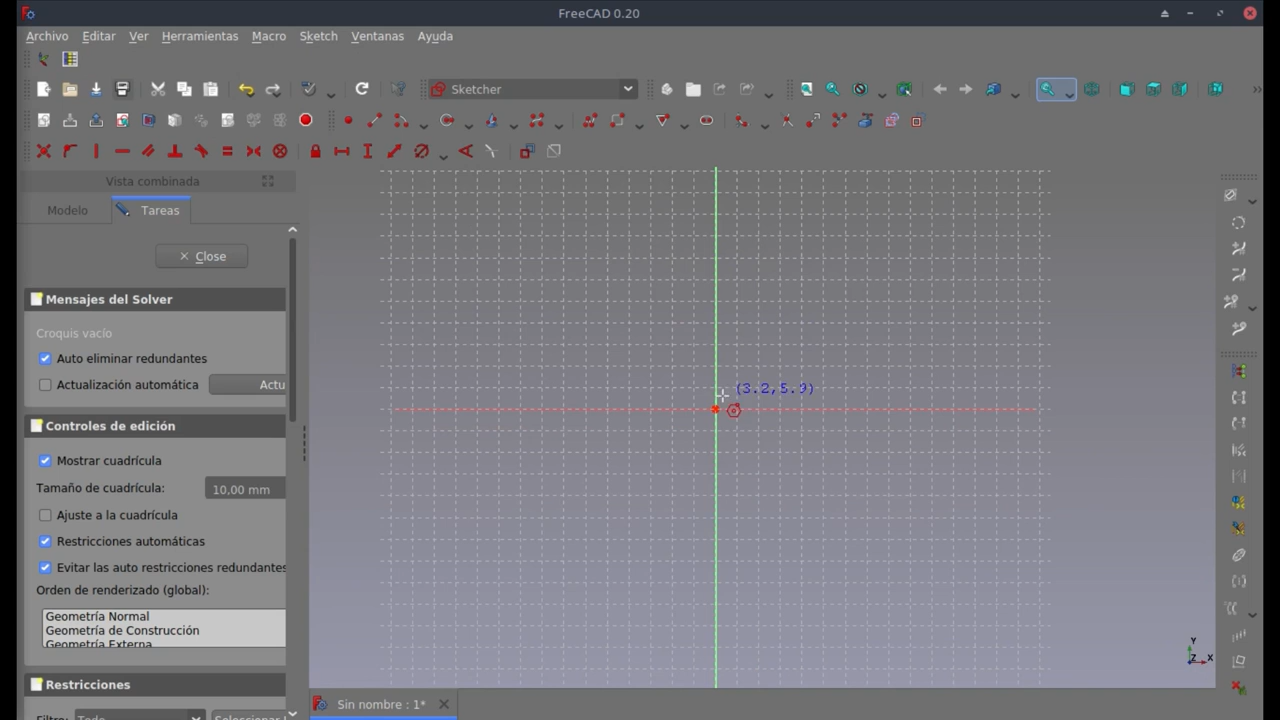 FreeCAD 0.20
Archivo Editar Ver Herramientas Macro Sketch Ventanas Ayuda
Sketcher
Vista combinada
Modelo Tareas
Close
Mensajes del Solver
Croquis vacío
Auto eliminar redundantes
Actualización automática Actu
Controles de edición
Mostrar cuadrícula
Tamaño de cuadrícula: 10,00 mm
Ajuste a la cuadrícula
Restricciones automáticas
Evitar las auto restricciones redundantes
Orden de renderizado (global):
Geometría Normal
Geometría de Construcción
Geometría Externa
Restricciones
Filtro: Todo Seleccionar
(3.2,5.9)
Y
Z X
Sin nombre : 1*